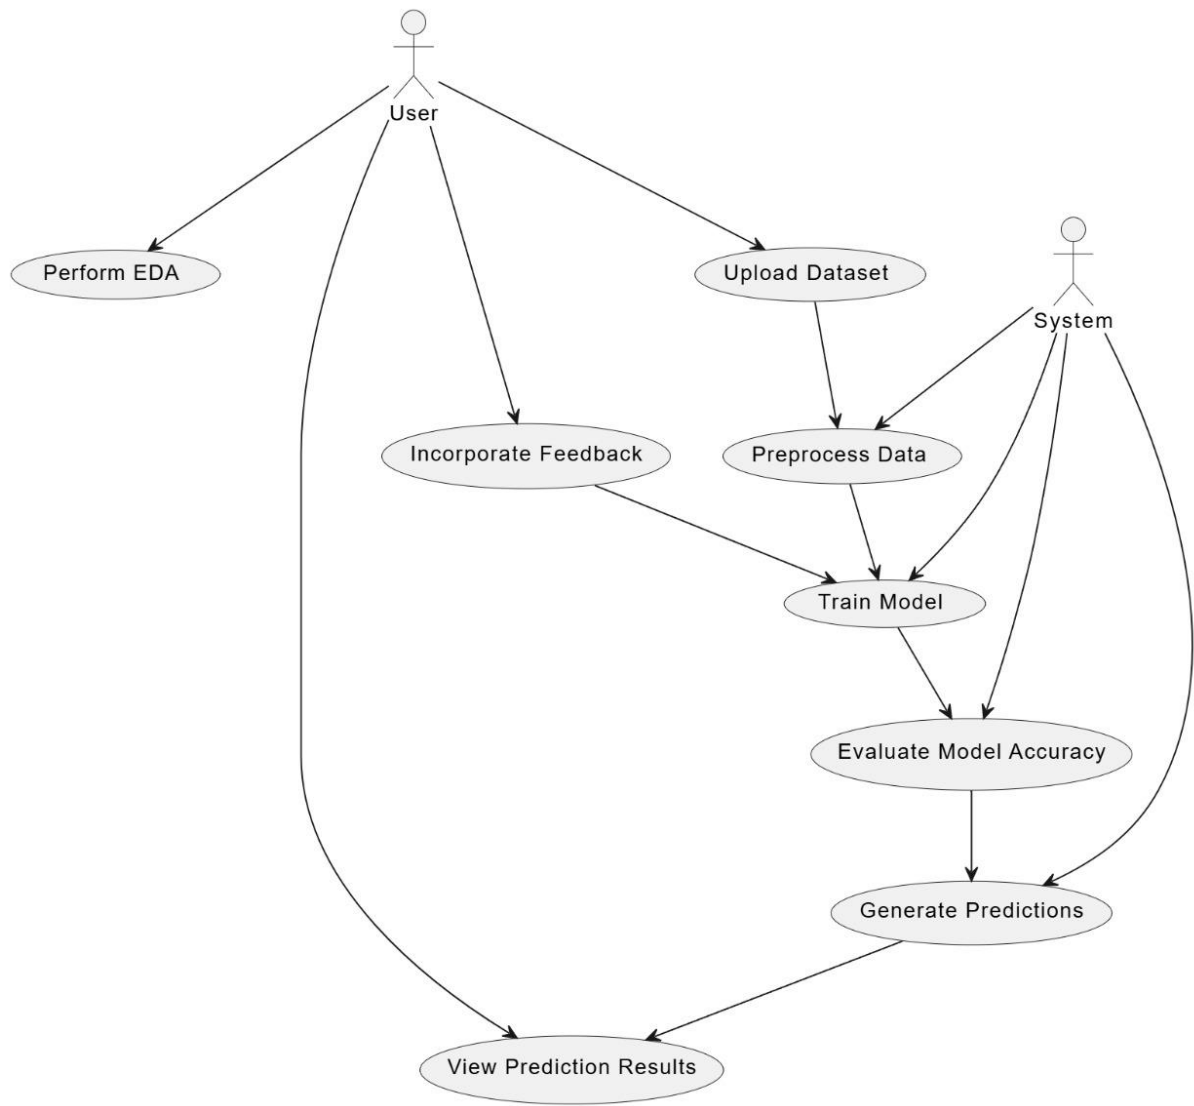 User
Perform EDA
Upload Dataset
System
Incorporate Feedback
Preprocess Data
Train Model
Evaluate Model Accuracy
Generate Predictions
View Prediction Results